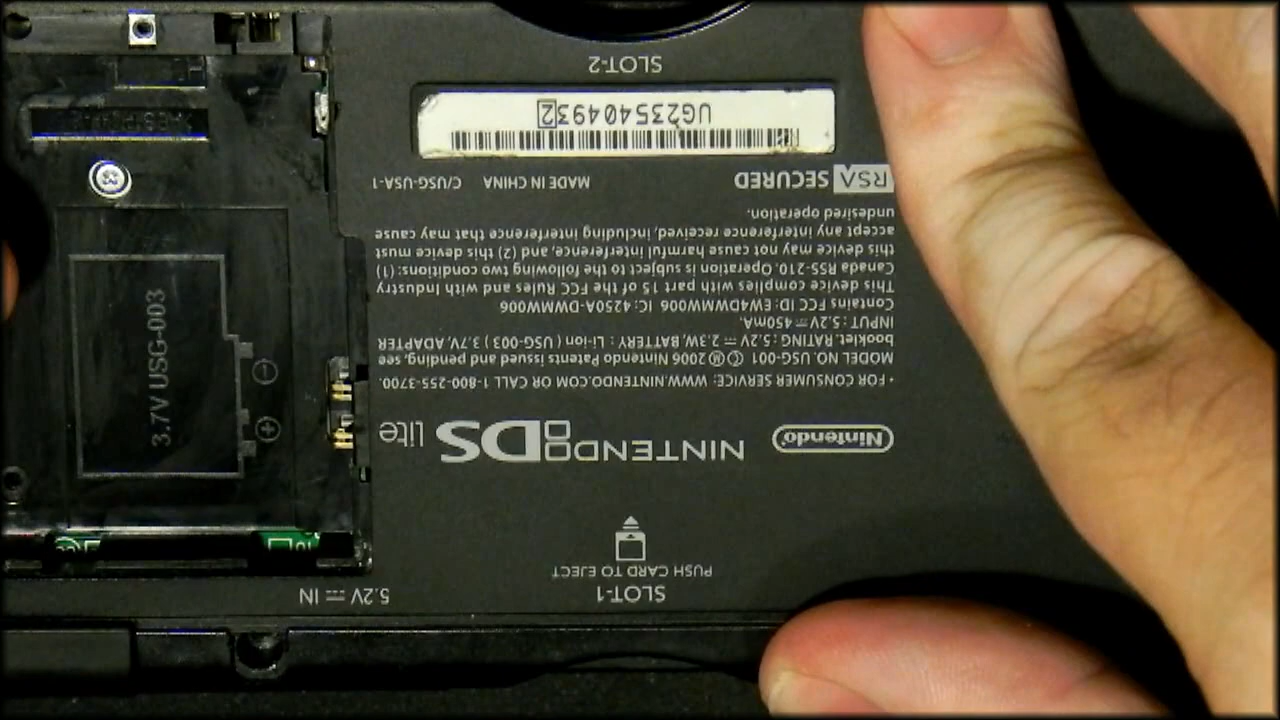 5.2V ⎓ IN
SLOT-1
PUSH CARD TO EJECT
Nintendo
NINTENDO DS Lite
• FOR CONSUMER SERVICE: WWW.NINTENDO.COM OR CALL 1-800-255-3700.
MODEL NO. USG-001 Ⓒ Ⓜ 2006 Nintendo Patents issued and pending, see
booklet. RATING : 5.2V ⎓ 2.3W, BATTERY : Li-ion ( USG-003 ) 3.7V, ADAPTER
INPUT : 5.2V ⎓ 450mA.
Contains FCC ID: EW4DWMW006 IC: 4250A-DWMW006
This device complies with part 15 of the FCC Rules and with Industry
Canada RSS-210. Operation is subject to the following two conditions: (1)
this device may not cause harmful interference, and (2) this device must
accept any interference received, including interference that may cause
undesired operation.
RSA SECURED MADE IN CHINA C/USG-USA-1
UG235404932
SLOT-2
3.7V USG-003
+
−